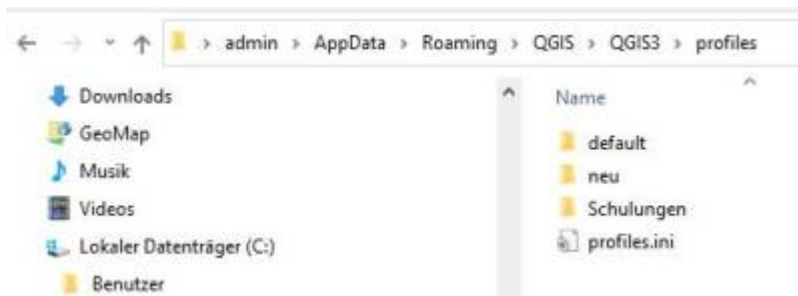 admin > AppData > Roaming > QGIS > QGIS3 > profiles
Downloads
GeoMap
Musik
Videos
Lokaler Datenträger (C:)
Benutzer
Name
default
neu
Schulungen
profiles.ini